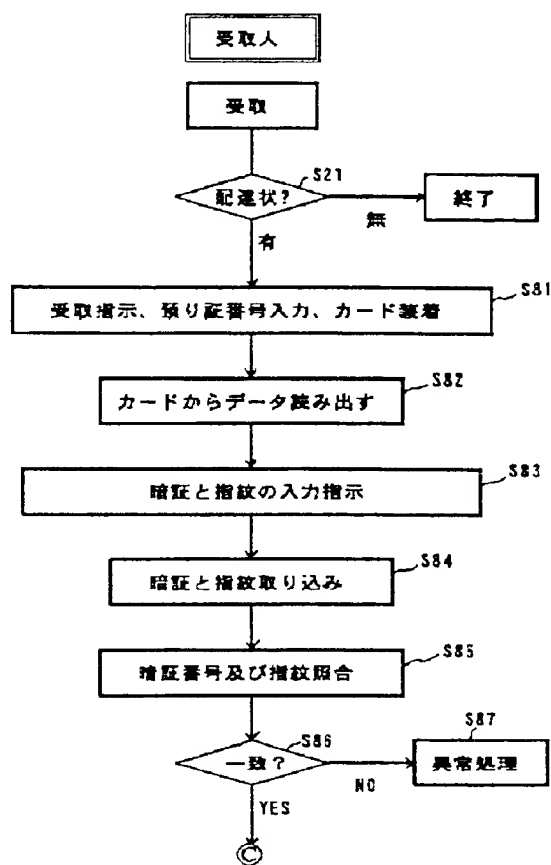 受取人
受取
S21
配達状?
終了
無
有
S81
受取指示、預り証番号入力、カード装着
S82
カードからデータ読み出す
S83
暗証と指紋の入力指示
S84
暗証と指紋取り込み
S85
暗証番号及び指紋照合
S86
S87
一致?
異常処理
NO
YES
C